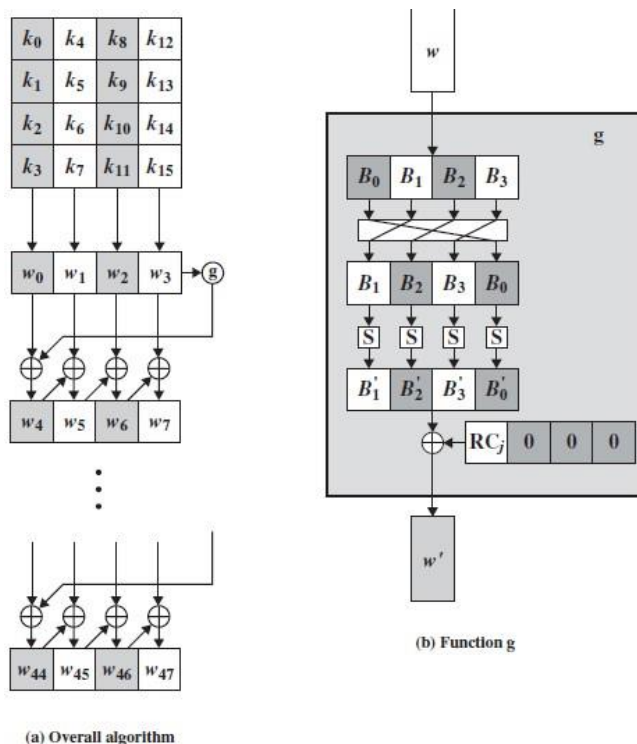 k0 k4 k8 k12
k1 k5 k9 k13
k2 k6 k10 k14
k3 k7 k11 k15
w0 w1 w2 w3 g
w4 w5 w6 w7
w44 w45 w46 w47
(a) Overall algorithm
w
g
B0 B1 B2 B3
B1 B2 B3 B0
S S S S
B'1 B'2 B'3 B'0
RCj 0 0 0
w'
(b) Function g